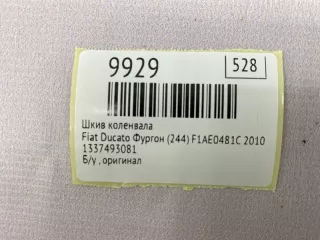 9929
528
Шкив коленвала
Fiat Ducato Фургон (244) F1AE0481C 2010
1337493081
Б/у , оригинал